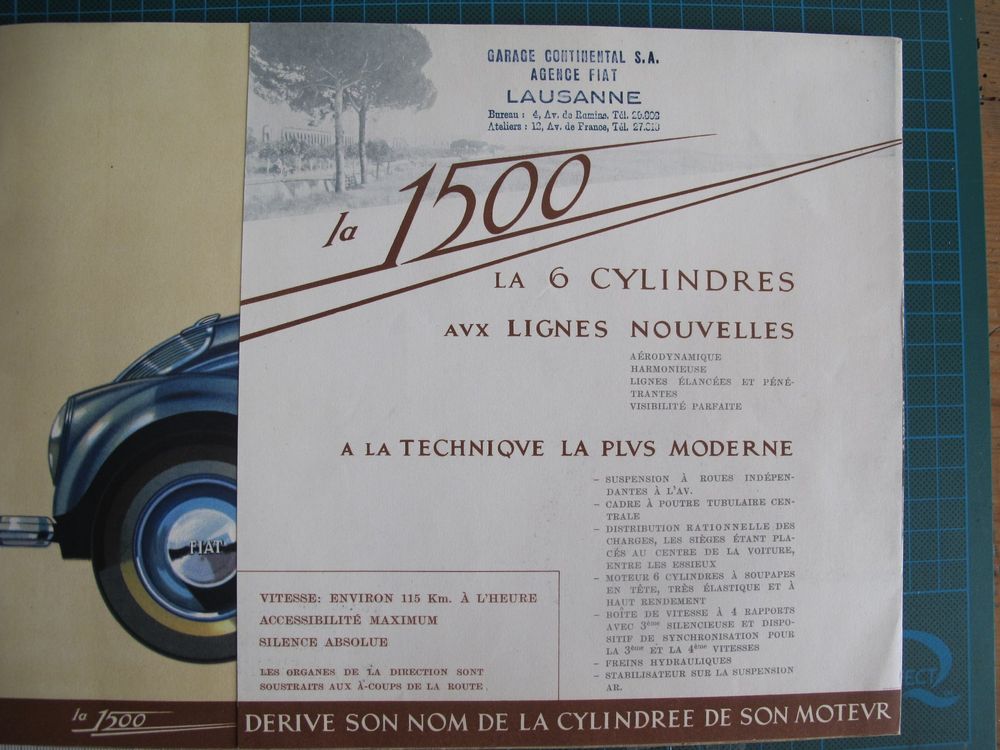 GARAGE CONTINENTAL S.A.
AGENCE FIAT
LAUSANNE
Bureau : 4, Av. de Rumine, Tél.
Ateliers : 12, Av. de France, Tél.
la 1500
LA 6 CYLINDRES
AVX LIGNES NOUVELLES
AÉRODYNAMIQUE
HARMONIEUSE
LIGNES ÉLANCÉES ET PÉNÉ-
TRANTES
VISIBILITÉ PARFAITE
A LA TECHNIQVE LA PLVS MODERNE
- SUSPENSION À ROUES INDÉPEN-
DANTES À L'AV.
- CADRE À POUTRE TUBULAIRE CEN-
TRALE
- DISTRIBUTION RATIONNELLE DES
CHARGES, LES SIÈGES ÉTANT PLA-
CÉS AU CENTRE DE LA VOITURE,
ENTRE LES ESSIEUX
- MOTEUR 6 CYLINDRES À SOUPAPES
EN TÊTE, TRÈS ÉLASTIQUE ET À
HAUT RENDEMENT
- BOÎTE DE VITESSE À 4 RAPPORTS
AVEC 3ème SILENCIEUSE ET DISPO-
SITIF DE SYNCHRONISATION POUR
LA 3ème ET LA 4ème VITESSES
- FREINS HYDRAULIQUES
- STABILISATEUR SUR LA SUSPENSION
AR.
VITESSE: ENVIRON 115 Km. À L'HEURE
ACCESSIBILITÉ MAXIMUM
SILENCE ABSOLUE
LES ORGANES DE LA DIRECTION SONT
SOUSTRAITS AUX À-COUPS DE LA ROUTE.
FIAT
la 1500
DERIVE SON NOM DE LA CYLINDREE DE SON MOTEVR
ECT